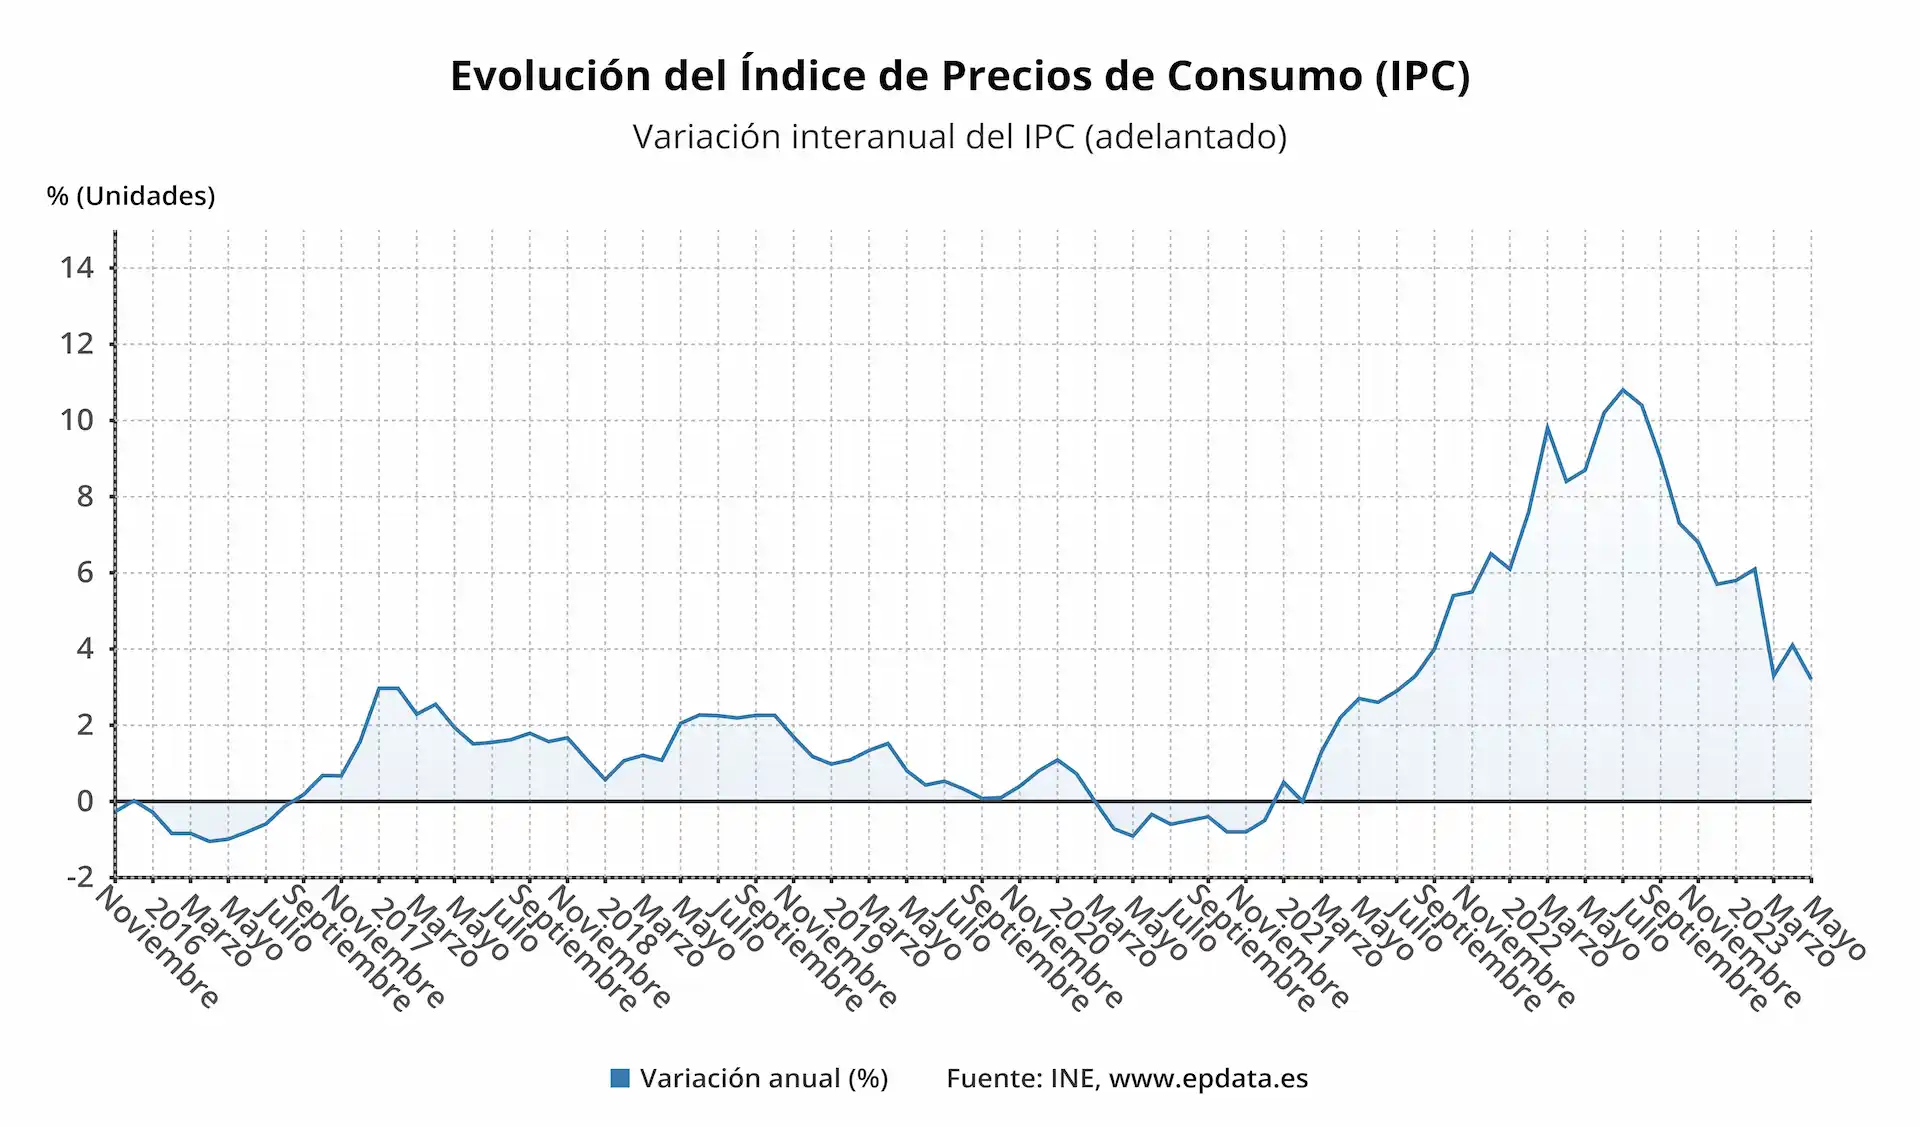 Evolución del Índice de Precios de Consumo (IPC)
Variación interanual del IPC (adelantado)
% (Unidades)
14
12
10
8
6
4
2
0
-2
Noviembre
2016
Marzo
Mayo
Julio
Septiembre
Noviembre
2017
Marzo
Mayo
Julio
Septiembre
Noviembre
2018
Marzo
Mayo
Julio
Septiembre
Noviembre
2019
Marzo
Mayo
Julio
Septiembre
Noviembre
2020
Marzo
Mayo
Julio
Septiembre
Noviembre
2021
Marzo
Mayo
Julio
Septiembre
Noviembre
2022
Marzo
Mayo
Julio
Septiembre
Noviembre
2023
Marzo
Mayo
Variación anual (%) Fuente: INE, www.epdata.es